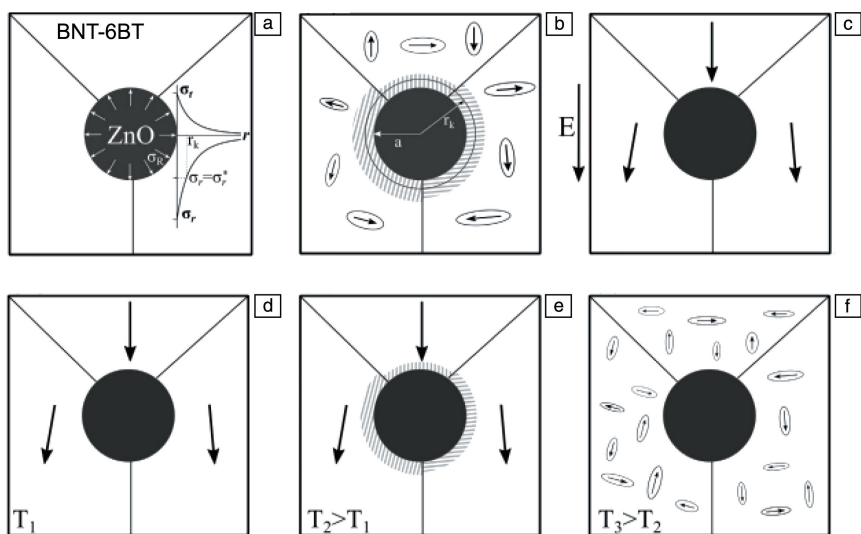 BNT-6BT
a
ZnO
σt
r
rk
σR
σr=σr*
σr
b
rk
a
c
E
d
T1
e
T2>T1
f
T3>T2